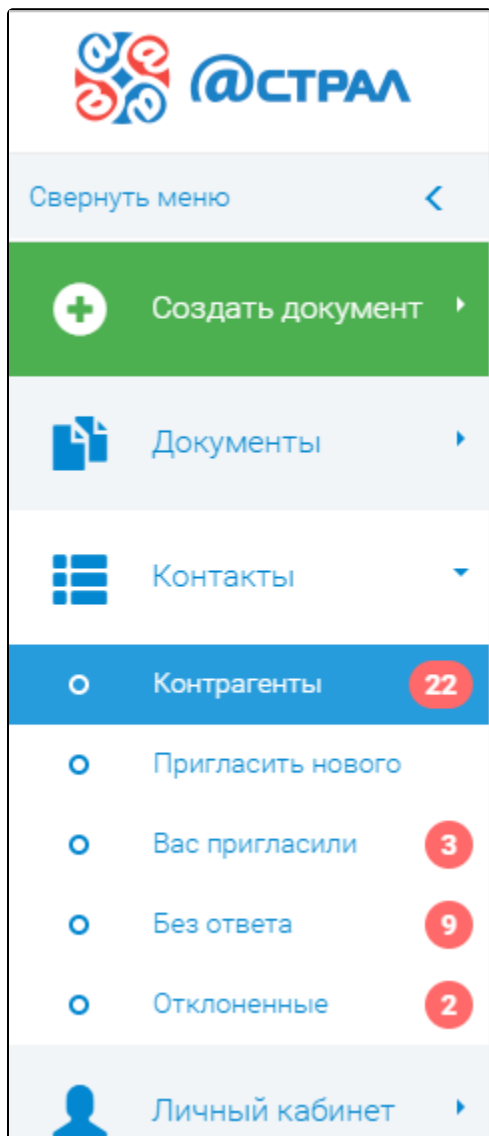 @СТРАЛ
Свернуть меню
Создать документ
Документы
Контакты
Контрагенты 22
Пригласить нового
Вас пригласили 3
Без ответа 9
Отклоненные 2
Личный кабинет